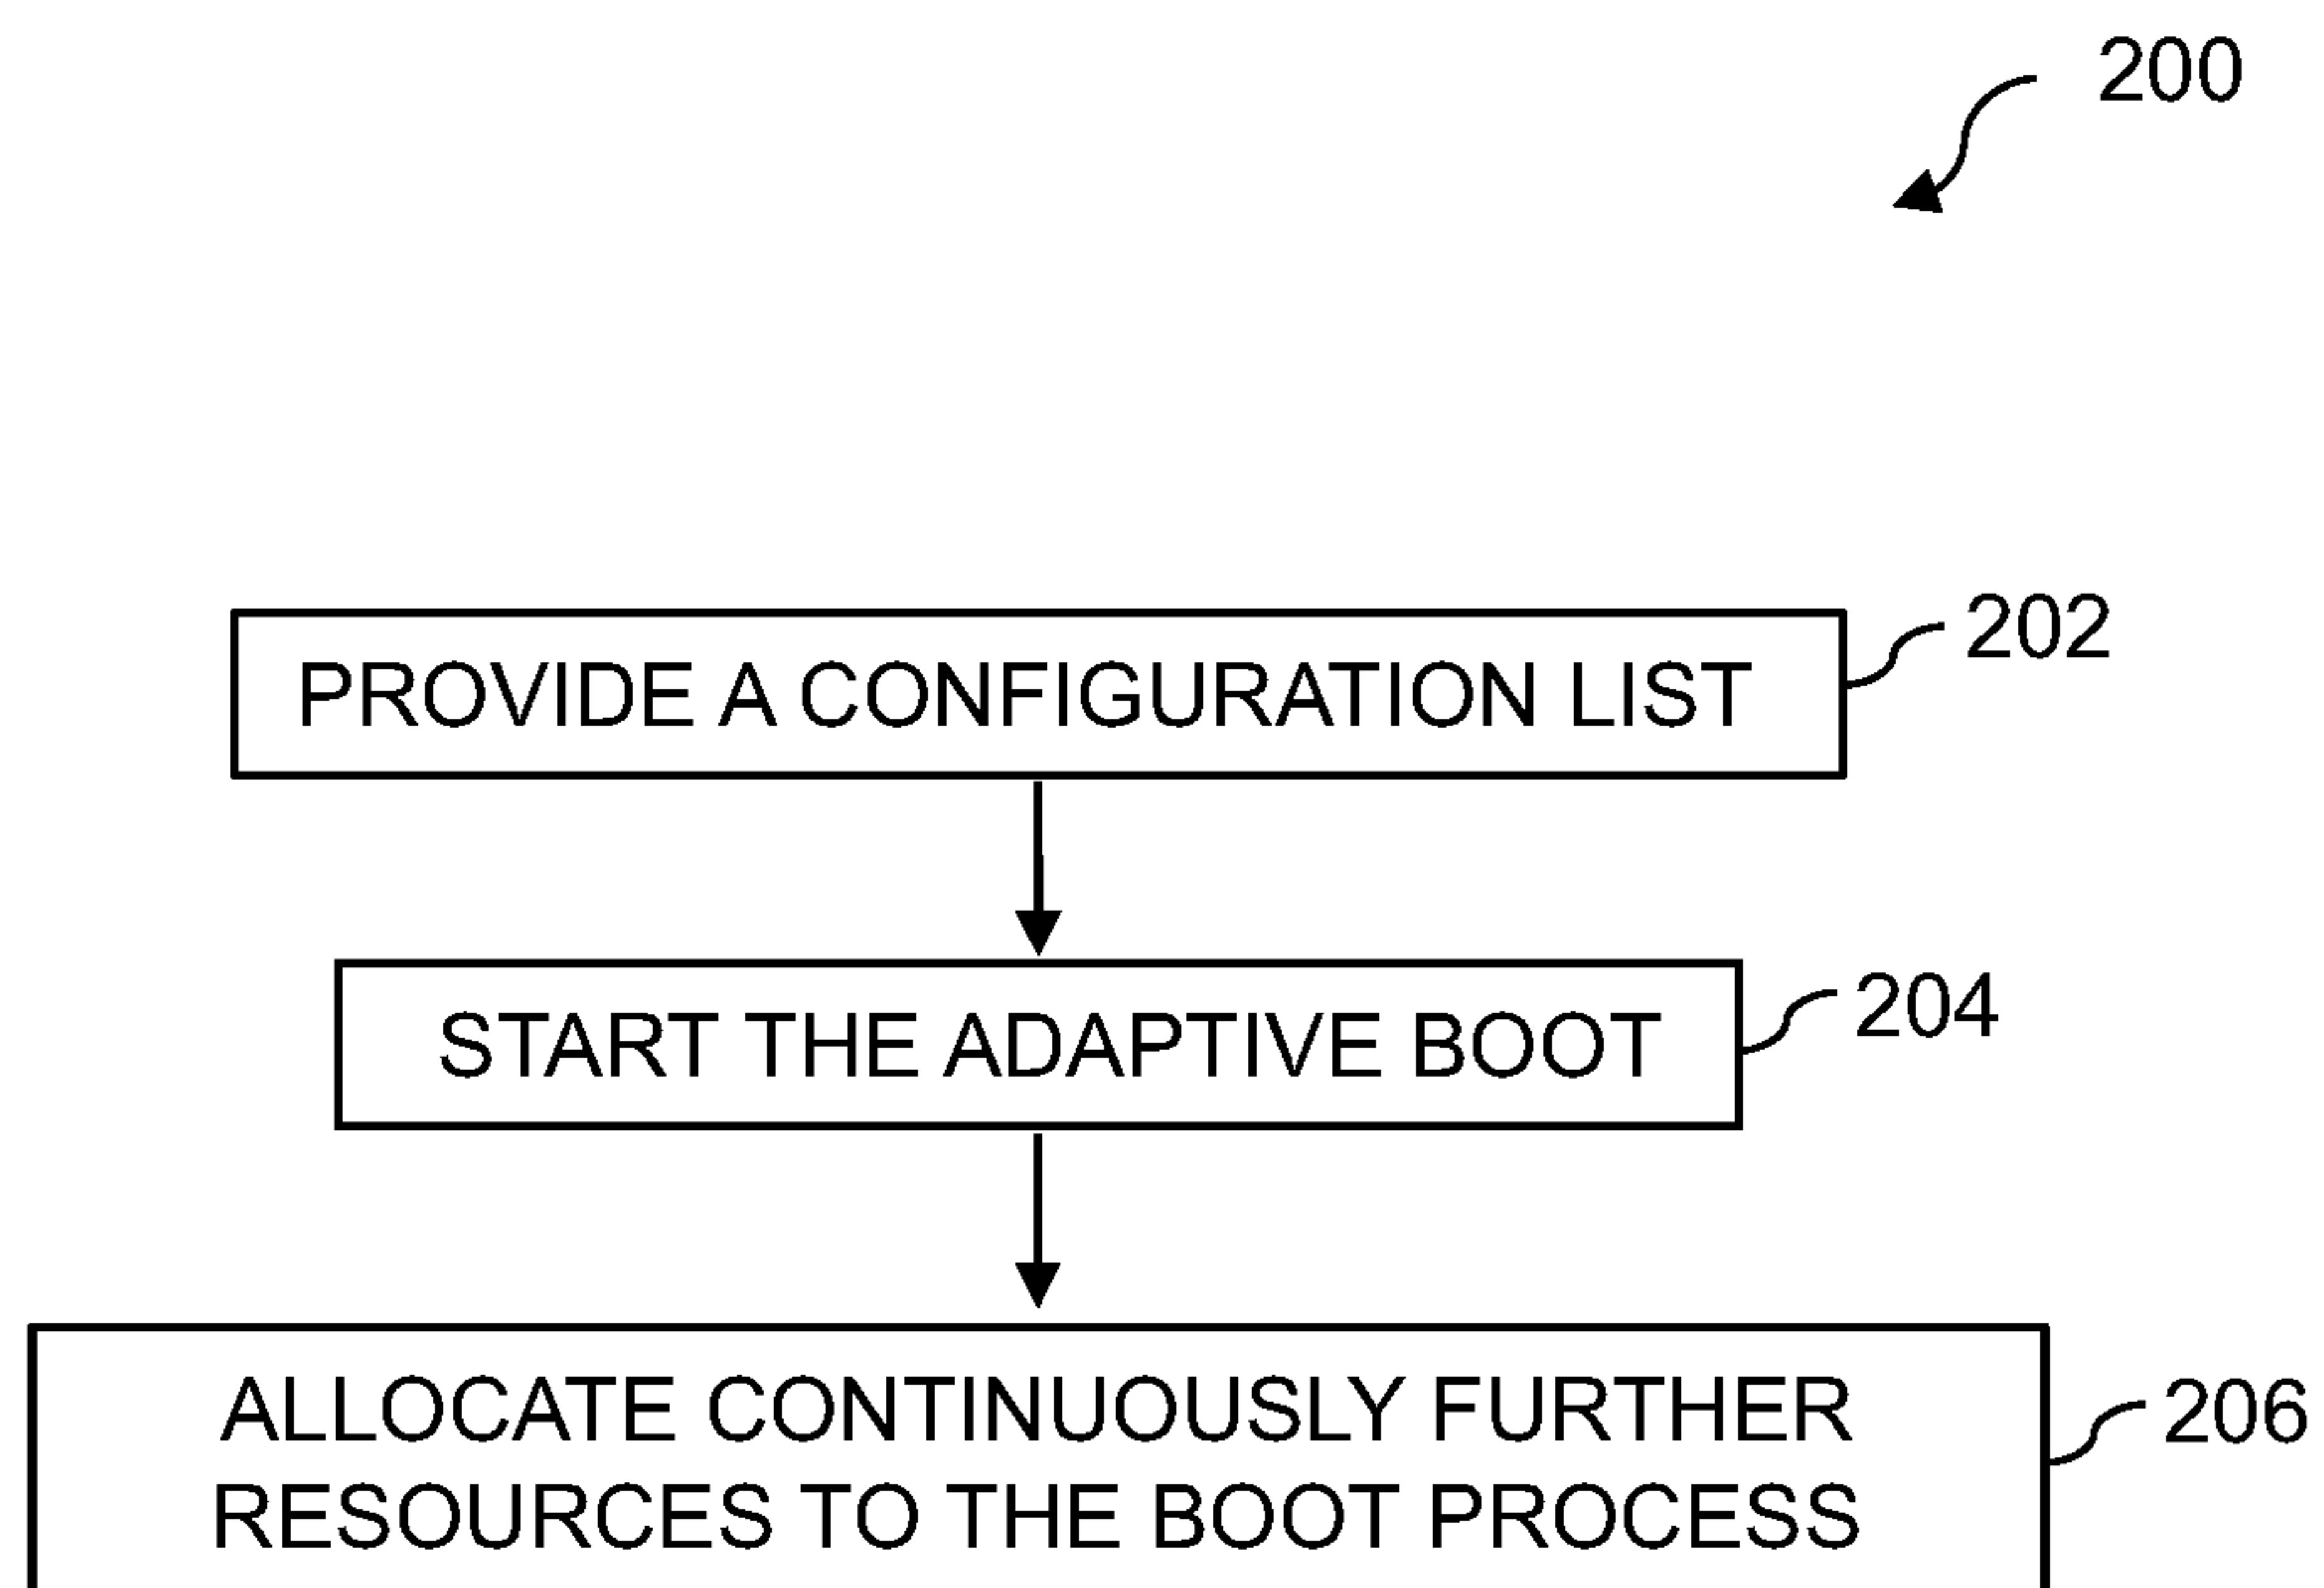 200
202
PROVIDE A CONFIGURATION LIST
204
START THE ADAPTIVE BOOT
206
ALLOCATE CONTINUOUSLY FURTHER
RESOURCES TO THE BOOT PROCESS